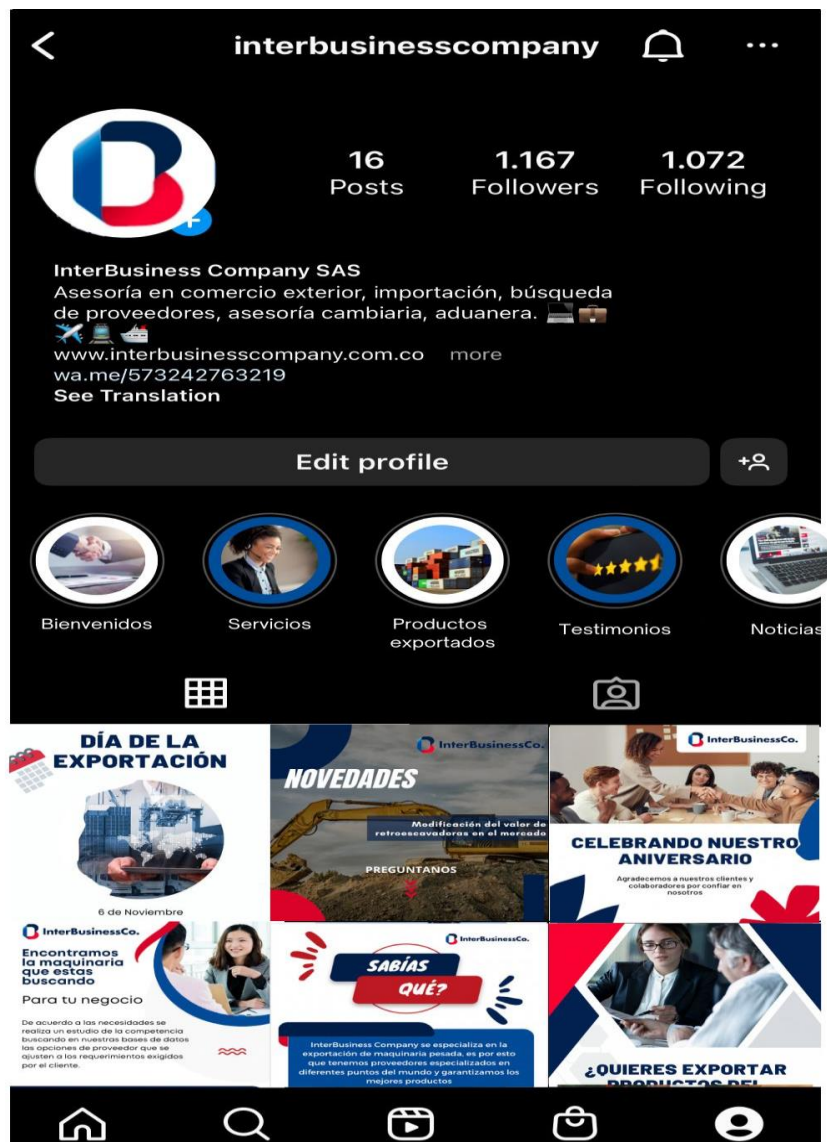 interbusinesscompany
16
1.167
1.072
Posts
Followers
Following
InterBusiness Company SAS
Asesoría en comercio exterior, importación, búsqueda
de proveedores, asesoría cambiaria, aduanera.
www.interbusinesscompany.com.co more
wa.me/573242763219
See Translation
Edit profile
Bienvenidos
Servicios
Productos
exportados
Testimonios
Noticias
DÍA DE LA
EXPORTACIÓN
6 de Noviembre
InterBusinessCo.
NOVEDADES
Modificación del valor de
retroescavadoras en el mercado
PREGUNTANOS
InterBusinessCo.
CELEBRANDO NUESTRO
ANIVERSARIO
Agradecemos a nuestros clientes y
colaboradores por confiar en
nosotros
InterBusinessCo.
Encontramos
la maquinaria
que estas
buscando
Para tu negocio
De acuerdo a las necesidades se
realiza un estudio de la competencia
buscando en nuestras bases de datos
las opciones de proveedor que se
ajusten a los requerimientos exigidos
por el cliente.
InterBusinessCo.
SABÍAS
QUÉ?
InterBusiness Company se especializa en la
exportación de maquinaria pesada, es por esto
que tenemos proveedores especializados en
diferentes puntos del mundo y garantizamos los
mejores productos
¿QUIERES EXPORTAR
PRODUCTOS DEL